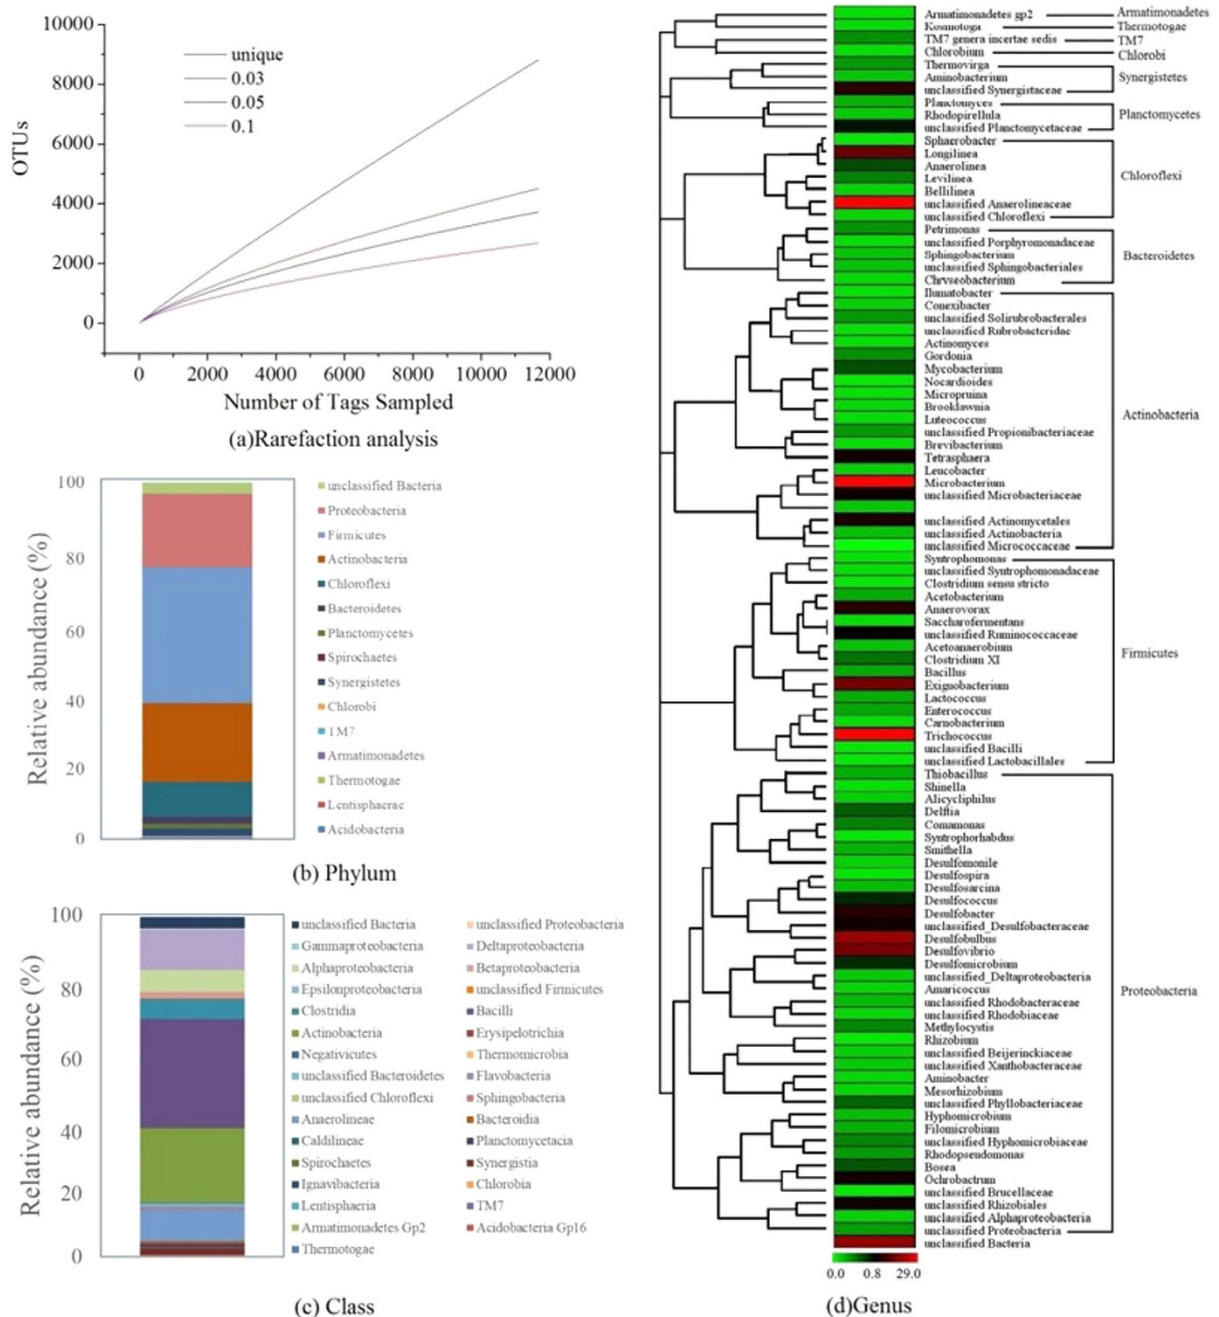 10000
8000
6000
4000
2000
0
OTUs
unique
0.03
0.05
0.1
0 2000 4000 6000 8000 10000 12000
Number of Tags Sampled
(a)Rarefaction analysis
100
80
60
40
20
0
Relative abundance (%)
unclassified Bacteria
Proteobacteria
Firmicutes
Actinobacteria
Chloroflexi
Bacteroidetes
Planctomycetes
Spirochaetes
Synergistetes
Chlorobi
TM7
Armatimonadetes
Thermotogae
Lentisphaerac
Acidobacteria
(b) Phylum
100
80
60
40
20
0
Relative abundance (%)
unclassified Bacteria unclassified Proteobacteria
Gammaproteobacteria Deltaproteobacteria
Alphaproteobacteria Betaproteobacteria
Epsilonproteobacteria unclassified Firmicutes
Clostridia Bacilli
Actinobacteria Erysipelotrichia
Negativicutes Thermomicrobia
unclassified Bacteroidetes Flavobacteria
unclassified Chloroflexi Sphingobacteria
Anaerolineae Bacteroidia
Caldilineae Planctomycetacia
Spirochaetes Synergistia
Ignavibacteria Chlorobia
Lentisphaeria TM7
Armatimonadetes Gp2 Acidobacteria Gp16
Thermotogae
(c) Class
Armatimonadetes gp2 Armatimonadetes
Kosmotoga Thermotogae
TM7 genera incertae sedis TM7
Chlorobium Chlorobi
Thermovirga
Aminobacterium Synergistetes
unclassified Synergistaceae
Planctomyces
Rhodopirellula Planctomycetes
unclassified Planctomycetaceae
Sphaerobacter
Longilinea
Anaerolinea
Levilinea Chloroflexi
Bellilinea
unclassified Anaerolineaceae
unclassified Chloroflexi
Petrimonas
unclassified Porphyromonadaceae
Sphingobacterium Bacteroidetes
unclassified Sphingobacteriales
Chryseobacterium
Ilumatobacter
Conexibacter
unclassified Solirubrobacterales
unclassified Rubrobacteridae
Actinomyces
Gordonia
Mycobacterium
Nocardioides
Micropruina
Brooklawnia
Luteococcus Actinobacteria
unclassified Propionibacteriaceae
Brevibacterium
Tetrasphaera
Leucobacter
Microbacterium
unclassified Microbacteriaceae
unclassified Actinomycetales
unclassified Actinobacteria
unclassified Micrococcaceae
Syntrophomonas
unclassified Syntrophomonadaceae
Clostridium sensu stricto
Acetobacterium
Anaerovorax
Saccharofermentans
unclassified Ruminococcaceae
Acetoanaerobium Firmicutes
Clostridium XI
Bacillus
Exiguobacterium
Lactococcus
Enterococcus
Carnobacterium
Trichococcus
unclassified Bacilli
unclassified Lactobacillales
Thiobacillus
Shinella
Alicycliphilus
Delftia
Comamonas
Syntrophorhabdus
Smithella
Desulfomonile
Desulfospira
Desulfosarcina
Desulfococcus
Desulfobacter
unclassified_Desulfobacteraceae
Desulfobulbus
Desulfovibrio
Desulfomicrobium
unclassified_Deltaproteobacteria
Amaricoccus Proteobacteria
unclassified Rhodobacteraceae
unclassified Rhodobiaceae
Methylocystis
Rhizobium
unclassified Beijerinckiaceae
unclassified Xanthobacteraceae
Aminobacter
Mesorhizobium
unclassified Phyllobacteriaceae
Hyphomicrobium
Filomicrobium
unclassified Hyphomicrobiaceae
Rhodopseudomonas
Bosea
Ochrobactrum
unclassified Brucellaceae
unclassified Rhizobiales
unclassified Alphaproteobacteria
unclassified Proteobacteria
unclassified Bacteria
0.0 0.8 29.0
(d)Genus